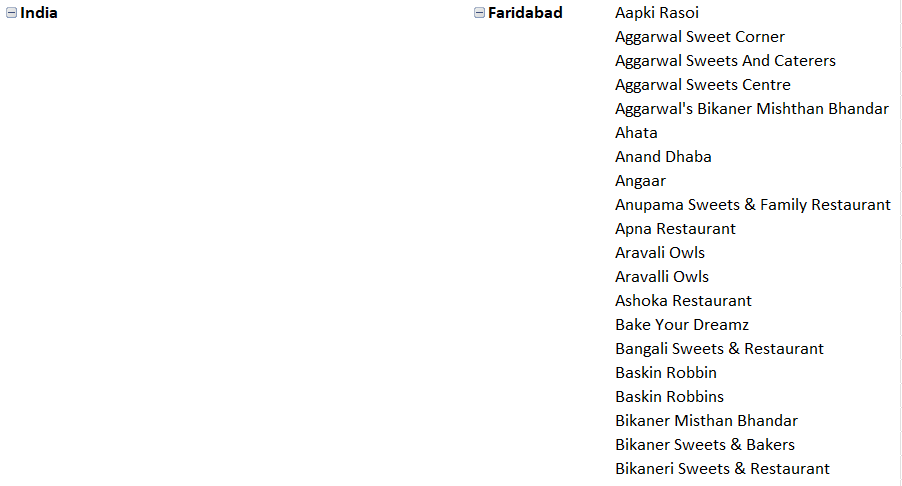 India Faridabad Aapki Rasoi
Aggarwal Sweet Corner
Aggarwal Sweets And Caterers
Aggarwal Sweets Centre
Aggarwal's Bikaner Mishthan Bhandar
Ahata
Anand Dhaba
Angaar
Anupama Sweets & Family Restaurant
Apna Restaurant
Aravali Owls
Aravalli Owls
Ashoka Restaurant
Bake Your Dreamz
Bangali Sweets & Restaurant
Baskin Robbin
Baskin Robbins
Bikaner Misthan Bhandar
Bikaner Sweets & Bakers
Bikaneri Sweets & Restaurant